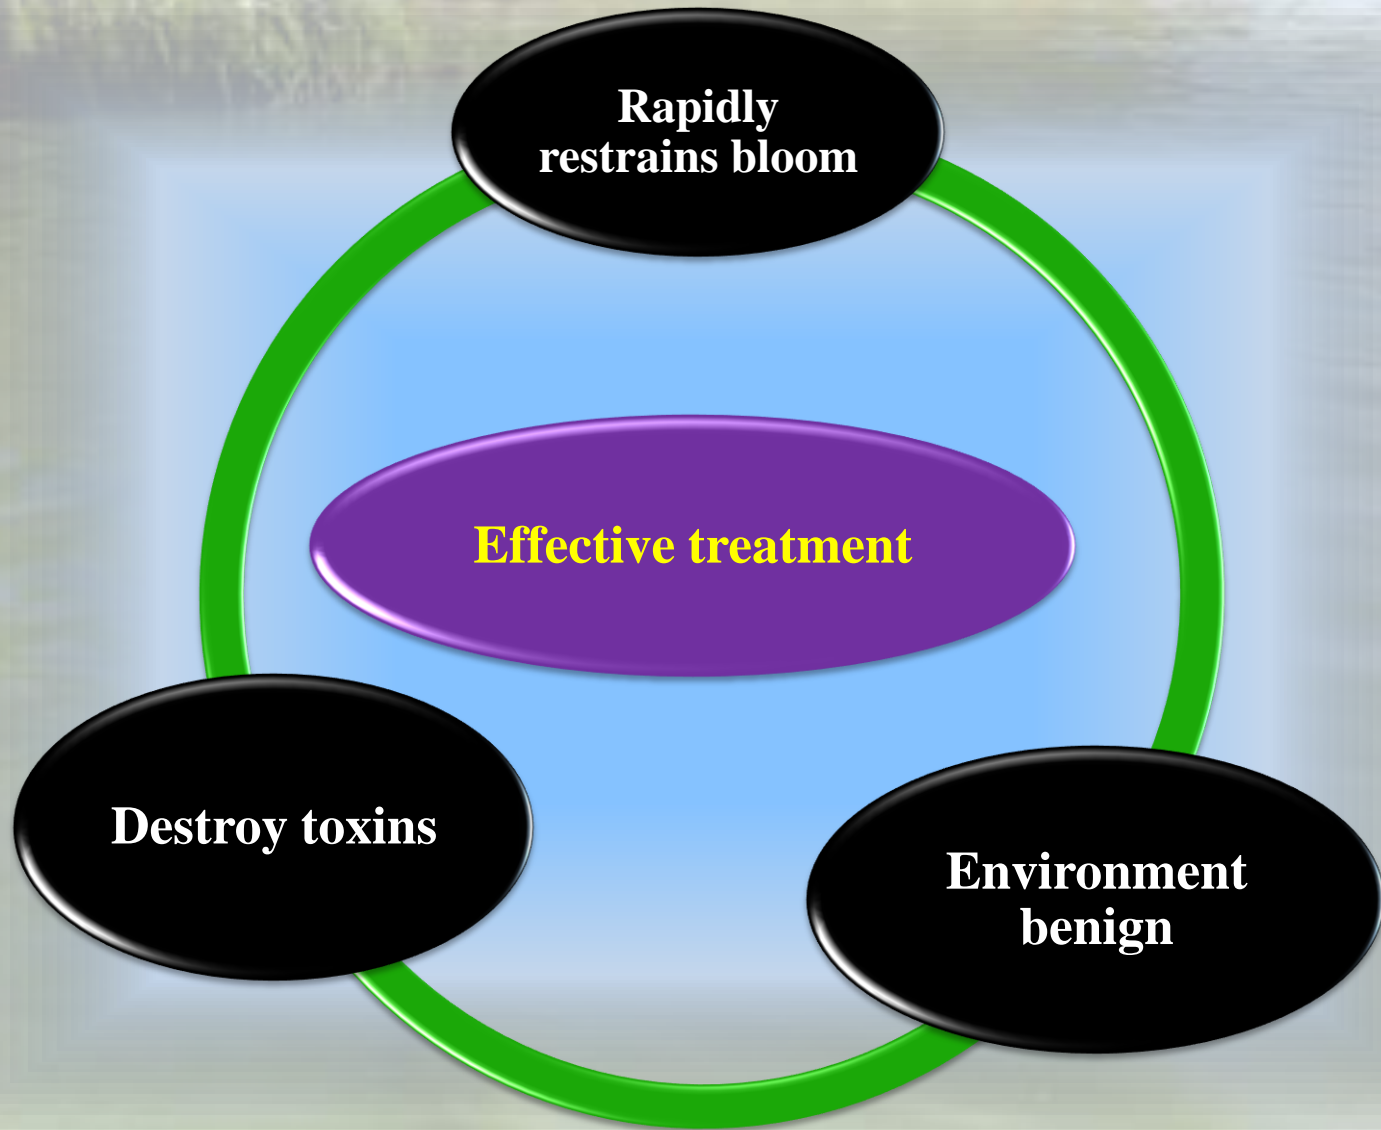 Rapidly
restrains bloom
Effective treatment
Destroy toxins
Environment
benign